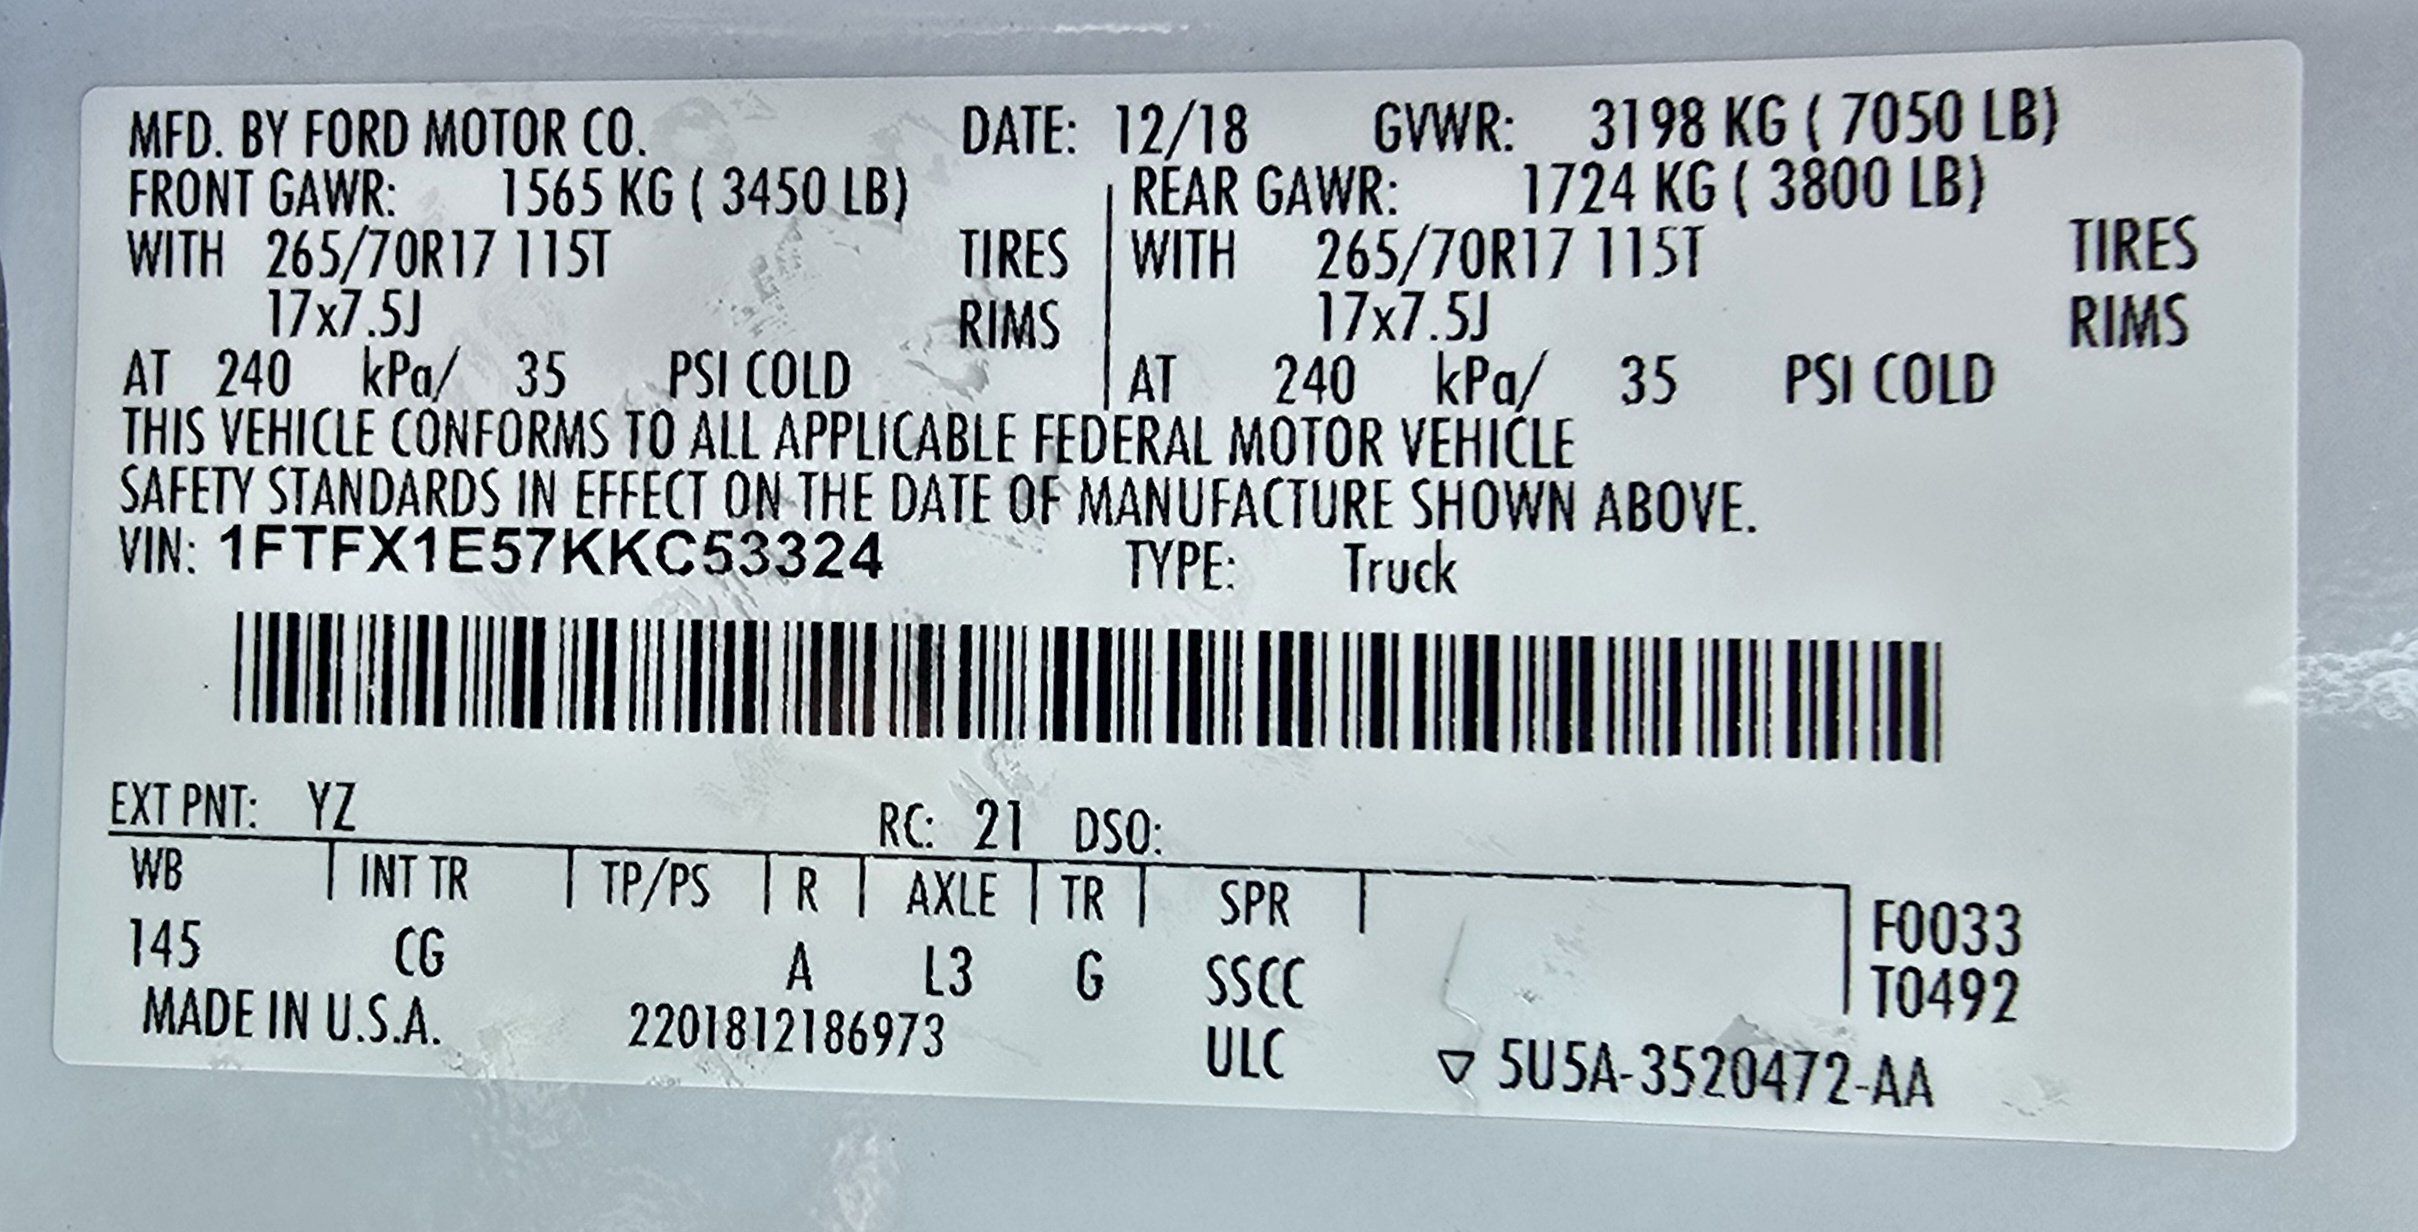 MFD. BY FORD MOTOR CO. DATE: 12/18 GVWR: 3198 KG ( 7050 LB)
FRONT GAWR: 1565 KG ( 3450 LB) REAR GAWR: 1724 KG ( 3800 LB)
WITH 265/70R17 115T TIRES WITH 265/70R17 115T TIRES
17x7.5J RIMS 17x7.5J RIMS
AT 240 kPa/ 35 PSI COLD AT 240 kPa/ 35 PSI COLD
THIS VEHICLE CONFORMS TO ALL APPLICABLE FEDERAL MOTOR VEHICLE
SAFETY STANDARDS IN EFFECT ON THE DATE OF MANUFACTURE SHOWN ABOVE.
VIN: 1FTFX1E57KKC53324 TYPE: Truck
EXT PNT: YZ RC: 21 DSO:
WB INT TR TP/PS R AXLE TR SPR F0033
145 CG A L3 G SSCC T0492
MADE IN U.S.A. 2201812186973 ULC ▽ 5U5A-3520472-AA